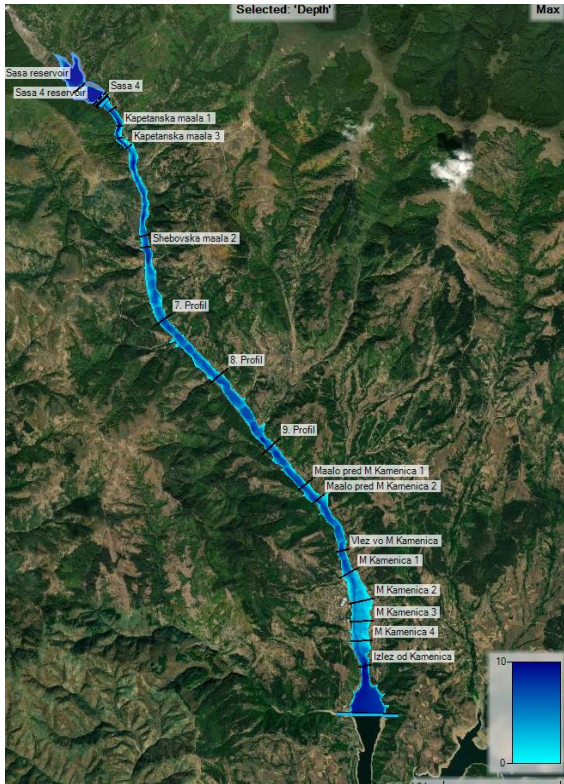 Selected: 'Depth'
Max
Sasa reservoir
Sasa 4
Sasa 4 reservoir
Kapetanska maala 1
Kapetanska maala 3
Shebovska maala 2
7. Profil
8. Profil
9. Profil
Maalo pred M Kamenica 1
Maalo pred M Kamenica 2
Vlez vo M Kamenica
M Kamenica 1
M Kamenica 2
M Kamenica 3
M Kamenica 4
Izlez od Kamenica
10
0